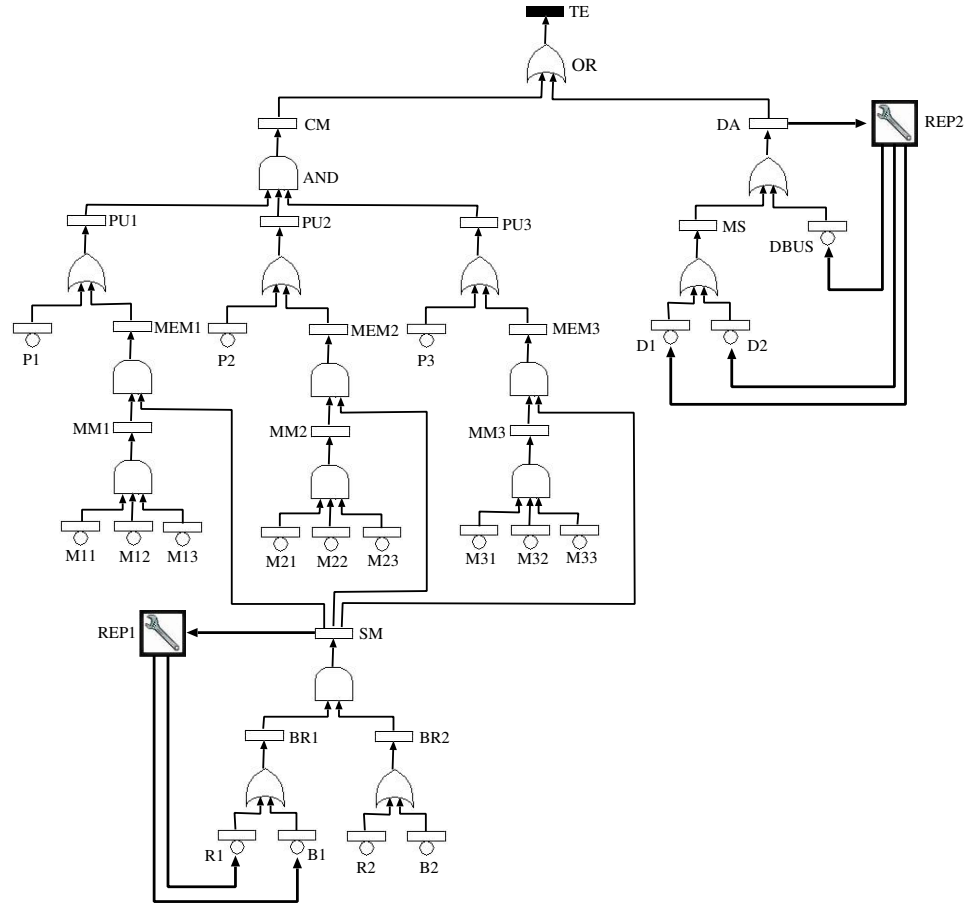 TE
OR
CM
DA
REP2
AND
PU1
PU2
PU3
MS
DBUS
P1
MEM1
P2
MEM2
P3
MEM3
D1
D2
MM1
MM2
MM3
M11
M12
M13
M21
M22
M23
M31
M32
M33
REP1
SM
BR1
BR2
R1
B1
R2
B2